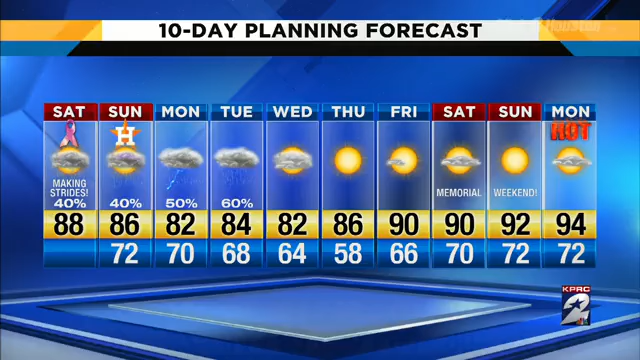 10-DAY PLANNING FORECAST
SAT SUN MON TUE WED THU FRI SAT SUN MON
H HOT
MAKING STRIDES! MEMORIAL WEEKEND!
40% 40% 50% 60%
88 86 82 84 82 86 90 90 92 94
72 70 68 64 58 66 70 72 72
KPRC
2